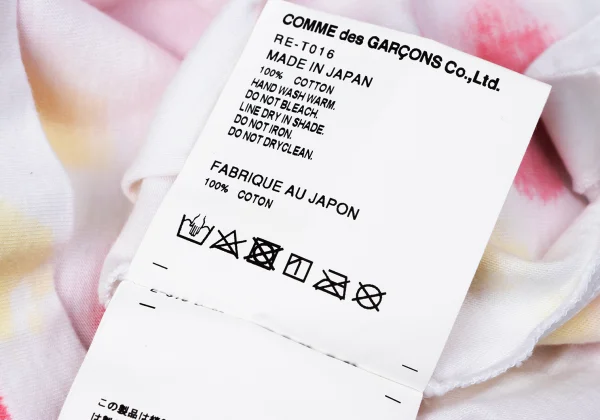 COMME des GARÇONS Co.,Ltd.
RE-T016
MADE IN JAPAN
100% COTTON
HAND WASH WARM.
DO NOT BLEACH.
LINE DRY IN SHADE.
DO NOT IRON.
DO NOT DRYCLEAN.
FABRIQUE AU JAPON
100% COTON
この製品は